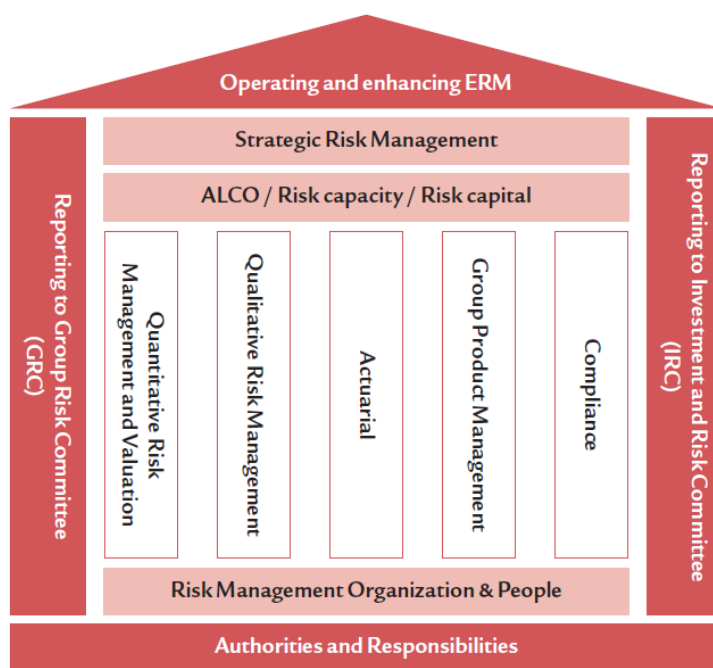 Operating and enhancing ERM
Strategic Risk Management
ALCO / Risk capacity / Risk capital
Reporting to Group Risk Committee
(GRC)
Quantitative Risk
Management and Valuation
Qualitative Risk Management
Actuarial
Group Product Management
Compliance
Reporting to Investment and Risk Committee
(IRC)
Risk Management Organization & People
Authorities and Responsibilities